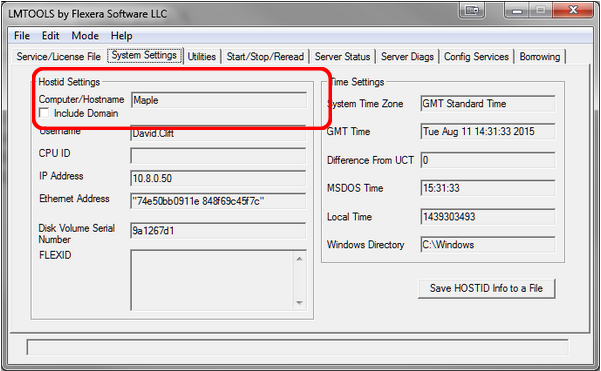 LMTOOLS by Flexera Software LLC
File Edit Mode Help
Service/License File System Settings Utilities Start/Stop/Reread Server Status Server Diags Config Services Borrowing
Hostid Settings
Computer/Hostname Maple
Include Domain
Username David.Clift
CPU ID
IP Address 10.8.0.50
Ethernet Address "74e50bb0911e 848f69c45f7c"
Disk Volume Serial
Number 9a1267d1
FLEXID
Time Settings
System Time Zone GMT Standard Time
GMT Time Tue Aug 11 14:31:33 2015
Difference From UCT 0
MSDOS Time 15:31:33
Local Time 1439303493
Windows Directory C:\Windows
Save HOSTID Info to a File